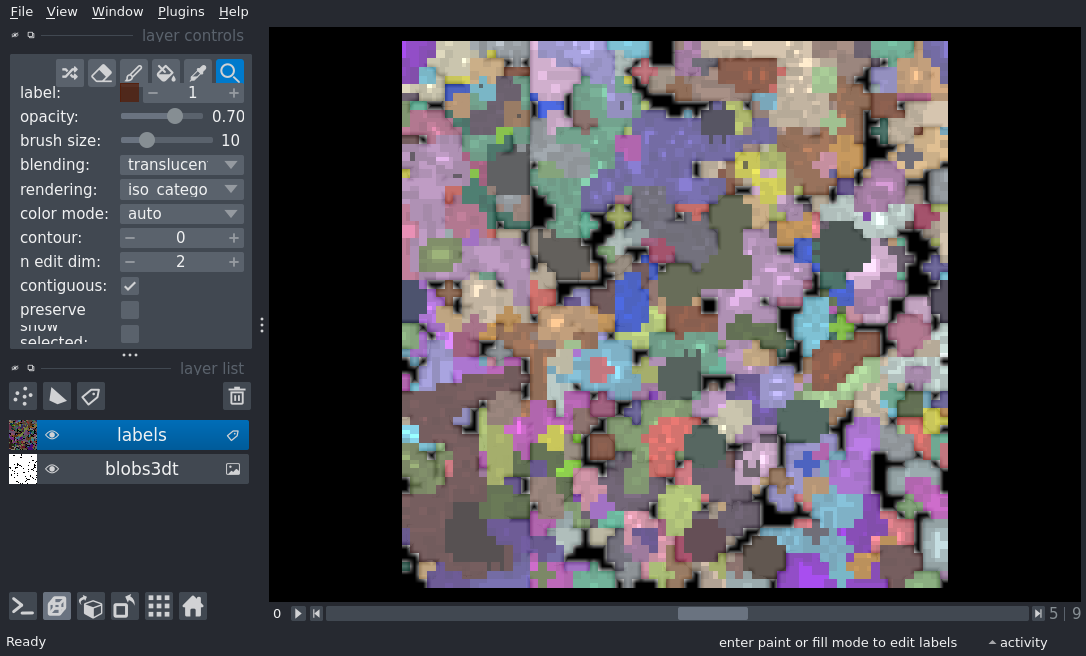 File View Window Plugins Help
layer controls
label: 1
opacity: 0.70
brush size: 10
blending: translucen
rendering: iso_catego
color mode: auto
contour: 0
n edit dim: 2
contiguous:
preserve
show
selected:
layer list
labels
blobs3dt
0 5 | 9
Ready enter paint or fill mode to edit labels activity